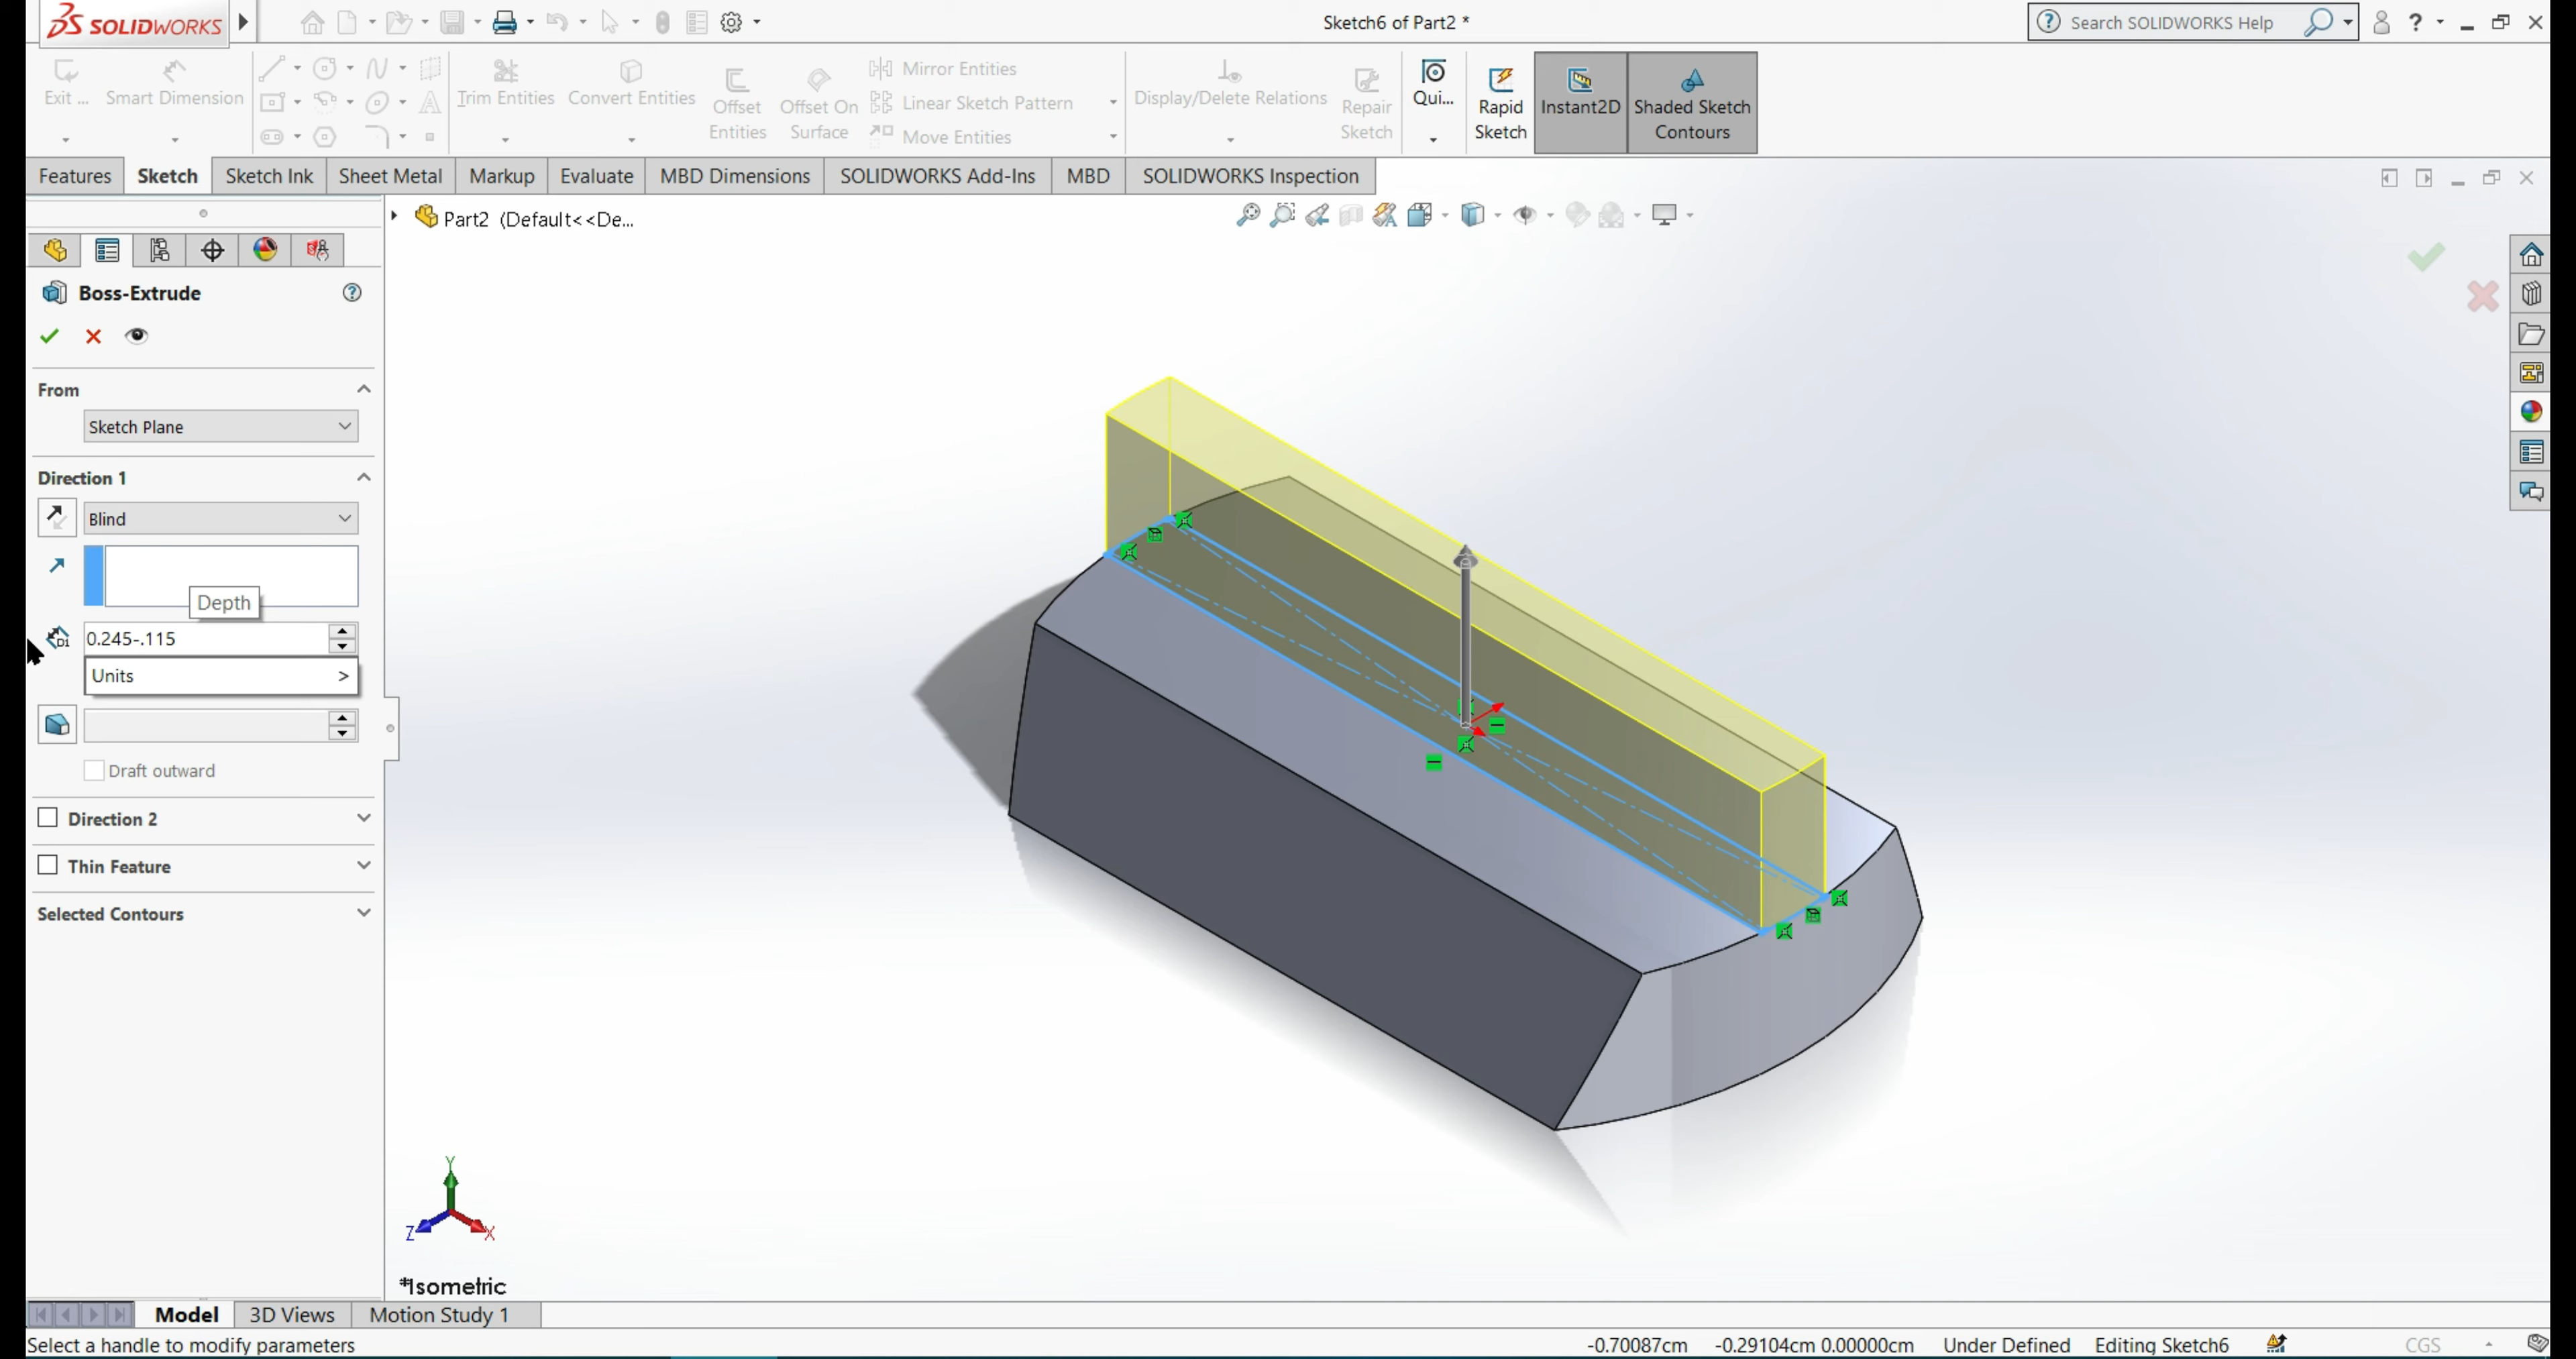 SOLIDWORKS
Sketch6 of Part2 *
Search SOLIDWORKS Help
?
Exit ...
Smart Dimension
Trim Entities
Convert Entities
Offset
Entities
Offset On
Surface
Mirror Entities
Linear Sketch Pattern
Move Entities
Display/Delete Relations
Repair
Sketch
Qui...
Rapid
Sketch
Instant2D
Shaded Sketch
Contours
Features
Sketch
Sketch Ink
Sheet Metal
Markup
Evaluate
MBD Dimensions
SOLIDWORKS Add-Ins
MBD
SOLIDWORKS Inspection
Part2 (Default<<De...
Boss-Extrude
From
Sketch Plane
Direction 1
Blind
Depth
D1
0.245-.115
Units >
Draft outward
Direction 2
Thin Feature
Selected Contours
Y
Z
X
*Isometric
Model
3D Views
Motion Study 1
Select a handle to modify parameters
-0.70087cm
-0.29104cm 0.00000cm
Under Defined
Editing Sketch6
CGS